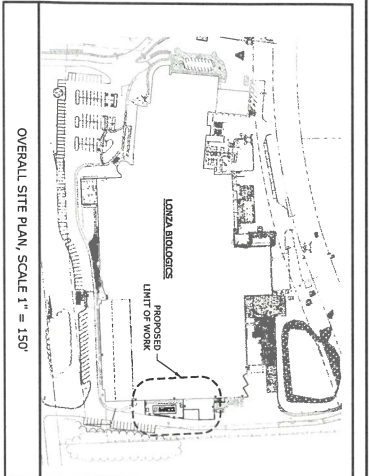 LONZA BIOLOGICS
PROPOSED
LIMIT OF WORK
OVERALL SITE PLAN, SCALE 1" = 150'